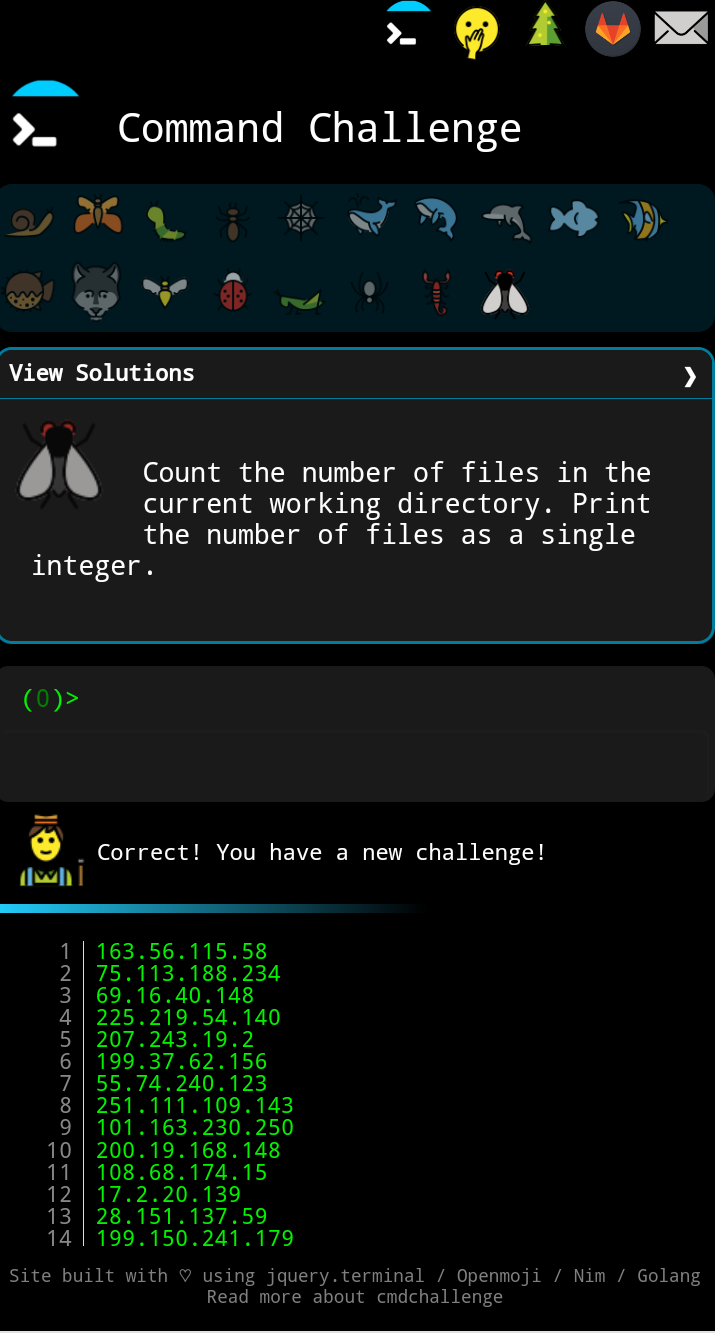 Command Challenge
View Solutions ❯
Count the number of files in the
current working directory. Print
the number of files as a single
integer.
(0)>
Correct! You have a new challenge!
1 163.56.115.58
2 75.113.188.234
3 69.16.40.148
4 225.219.54.140
5 207.243.19.2
6 199.37.62.156
7 55.74.240.123
8 251.111.109.143
9 101.163.230.250
10 200.19.168.148
11 108.68.174.15
12 17.2.20.139
13 28.151.137.59
14 199.150.241.179
Site built with ♡ using jquery.terminal / Openmoji / Nim / Golang
Read more about cmdchallenge